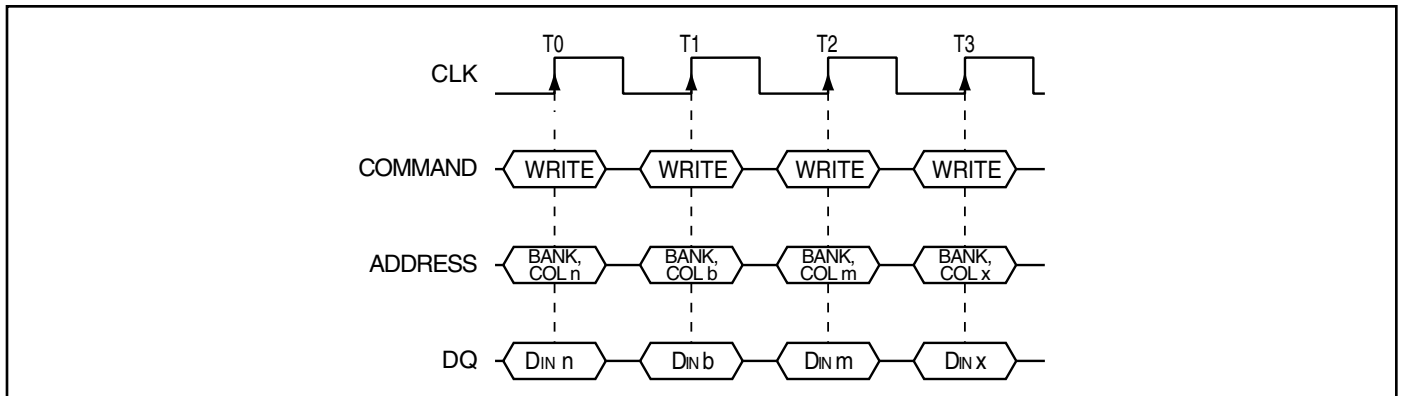 T0 T1 T2 T3
CLK
COMMAND WRITE WRITE WRITE WRITE
ADDRESS BANK, COL n BANK, COL b BANK, COL m BANK, COL x
DQ DIN n DIN b DIN m DIN x